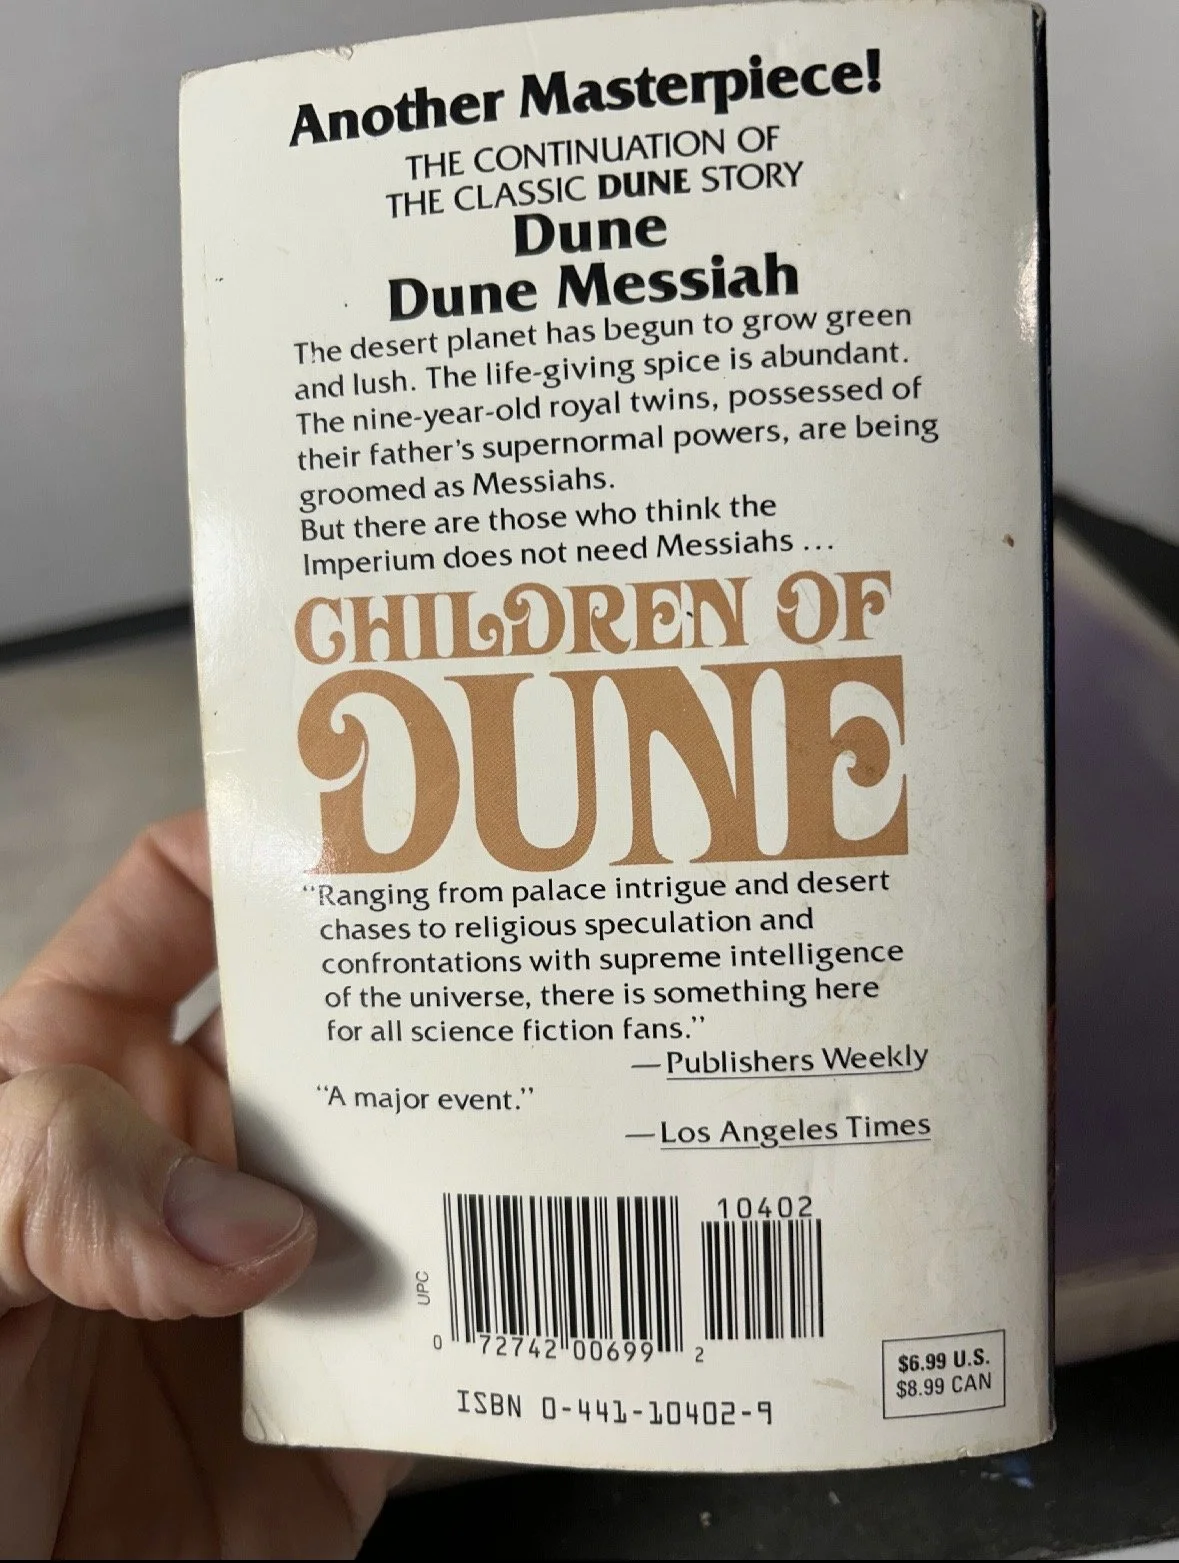 Another Masterpiece!
THE CONTINUATION OF
THE CLASSIC DUNE STORY
Dune
Dune Messiah
The desert planet has begun to grow green
and lush. The life-giving spice is abundant.
The nine-year-old royal twins, possessed of
their father's supernormal powers, are being
groomed as Messiahs.
But there are those who think the
Imperium does not need Messiahs ...
CHILDREN OF
DUNE
"Ranging from palace intrigue and desert
chases to religious speculation and
confrontations with supreme intelligence
of the universe, there is something here
for all science fiction fans."
—Publishers Weekly
"A major event."
—Los Angeles Times
10402
UPC
0 72742 00699 2
ISBN 0-441-10402-9
$6.99 U.S.
$8.99 CAN